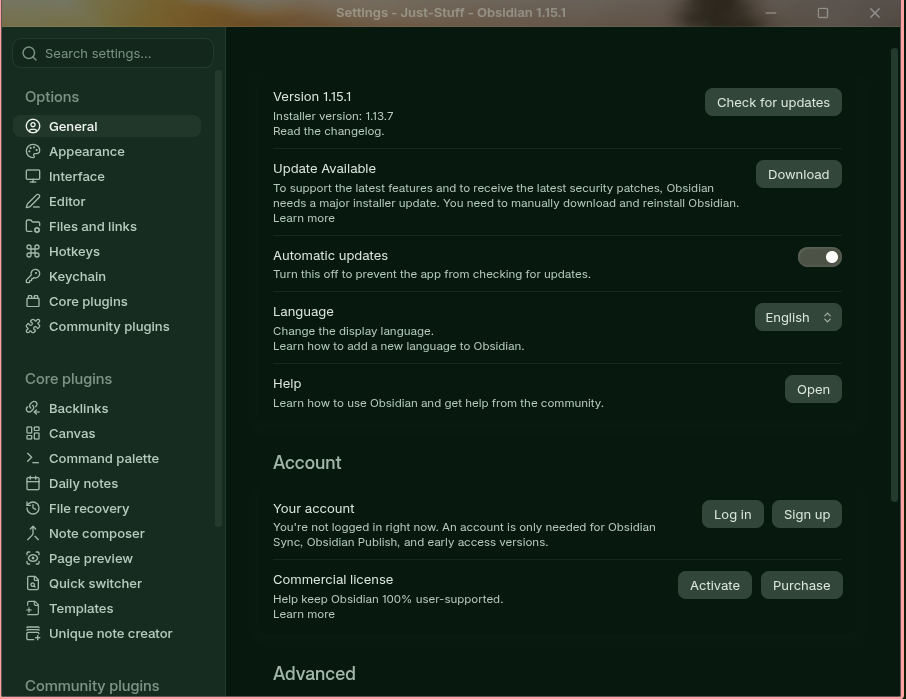 Settings - Just-Stuff - Obsidian 1.15.1
Search settings...
Options
General
Appearance
Interface
Editor
Files and links
Hotkeys
Keychain
Core plugins
Community plugins
Core plugins
Backlinks
Canvas
Command palette
Daily notes
File recovery
Note composer
Page preview
Quick switcher
Templates
Unique note creator
Community plugins
Version 1.15.1
Installer version: 1.13.7
Read the changelog.
Check for updates
Update Available
To support the latest features and to receive the latest security patches, Obsidian
needs a major installer update. You need to manually download and reinstall Obsidian.
Learn more
Download
Automatic updates
Turn this off to prevent the app from checking for updates.
Language
Change the display language.
Learn how to add a new language to Obsidian.
English
Help
Learn how to use Obsidian and get help from the community.
Open
Account
Your account
You're not logged in right now. An account is only needed for Obsidian
Sync, Obsidian Publish, and early access versions.
Log in
Sign up
Commercial license
Help keep Obsidian 100% user-supported.
Learn more
Activate
Purchase
Advanced